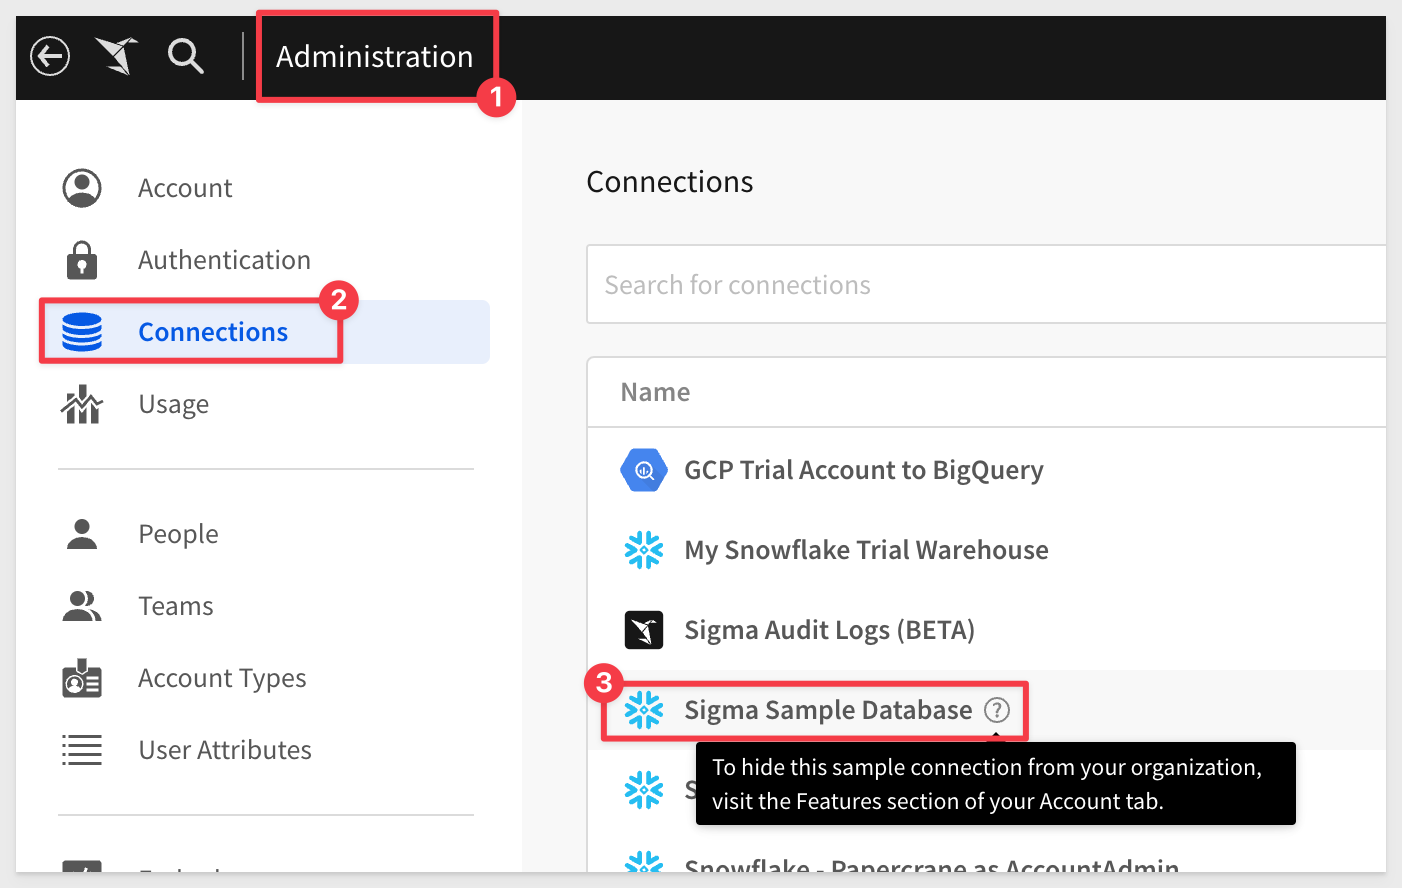 Administration
1
Account
Authentication
2
Connections
Usage
People
Teams
Account Types
User Attributes
Connections
Search for connections
Name
GCP Trial Account to BigQuery
My Snowflake Trial Warehouse
Sigma Audit Logs (BETA)
3
Sigma Sample Database ?
To hide this sample connection from your organization,
visit the Features section of your Account tab.
S
Snowflake - Papercrane as AccountAdmin